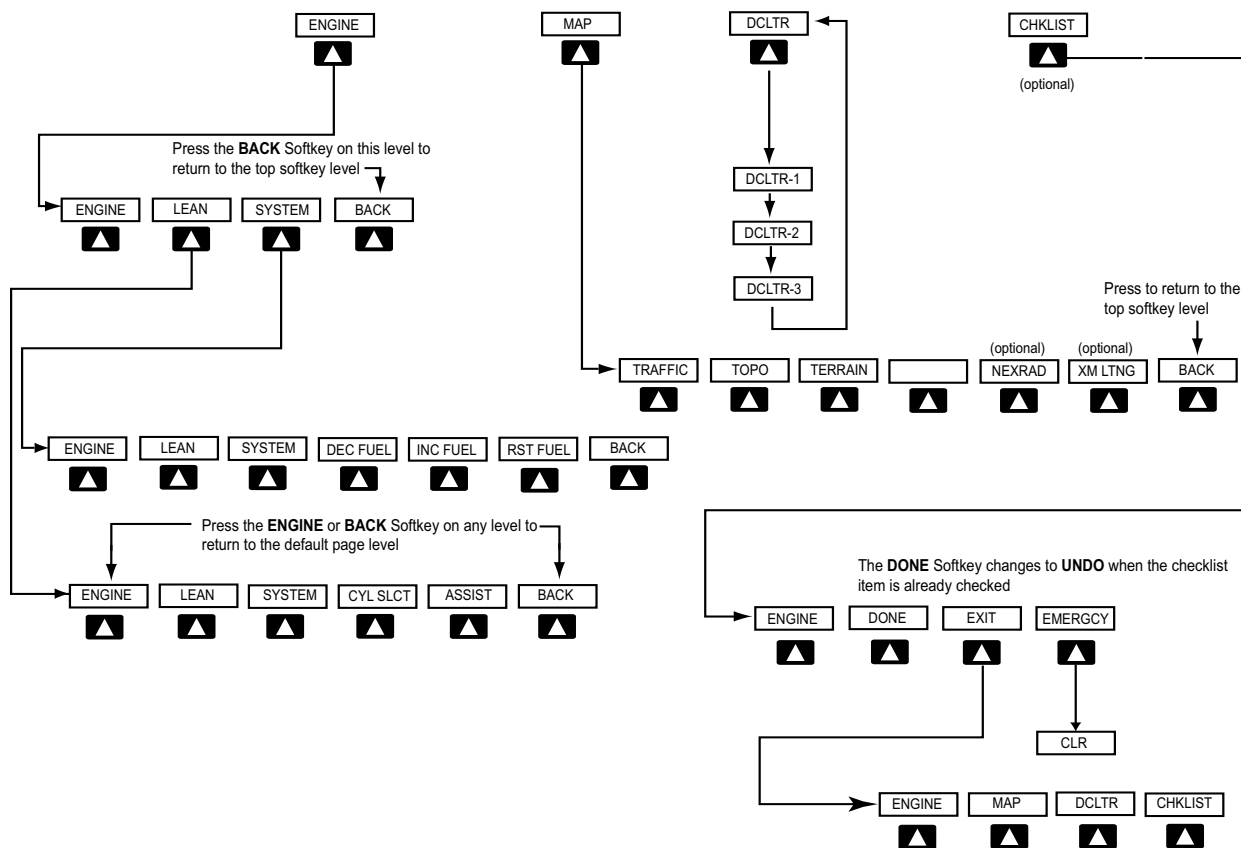 ENGINE
MAP
DCLTR
CHKLIST
(optional)
Press the BACK Softkey on this level to
return to the top softkey level
ENGINE
LEAN
SYSTEM
BACK
DCLTR-1
DCLTR-2
DCLTR-3
Press to return to the
top softkey level
(optional)
(optional)
TRAFFIC
TOPO
TERRAIN
NEXRAD
XM LTNG
BACK
ENGINE
LEAN
SYSTEM
DEC FUEL
INC FUEL
RST FUEL
BACK
Press the ENGINE or BACK Softkey on any level to
return to the default page level
ENGINE
LEAN
SYSTEM
CYL SLCT
ASSIST
BACK
The DONE Softkey changes to UNDO when the checklist
item is already checked
ENGINE
DONE
EXIT
EMERGCY
CLR
ENGINE
MAP
DCLTR
CHKLIST